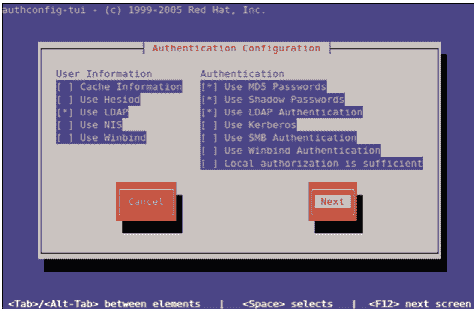 authconfig-tui - (c) 1999-2005 Red Hat, Inc.
Authentication Configuration
User Information
[ ] Cache Information
[ ] Use Hesiod
[*] Use LDAP
[ ] Use NIS
[ ] Use Winbind
Authentication
[*] Use MD5 Passwords
[*] Use Shadow Passwords
[*] Use LDAP Authentication
[ ] Use Kerberos
[ ] Use SMB Authentication
[ ] Use Winbind Authentication
[ ] Local authorization is sufficient
Cancel
Next
<Tab>/<Alt-Tab> between elements | <Space> selects | <F12> next screen